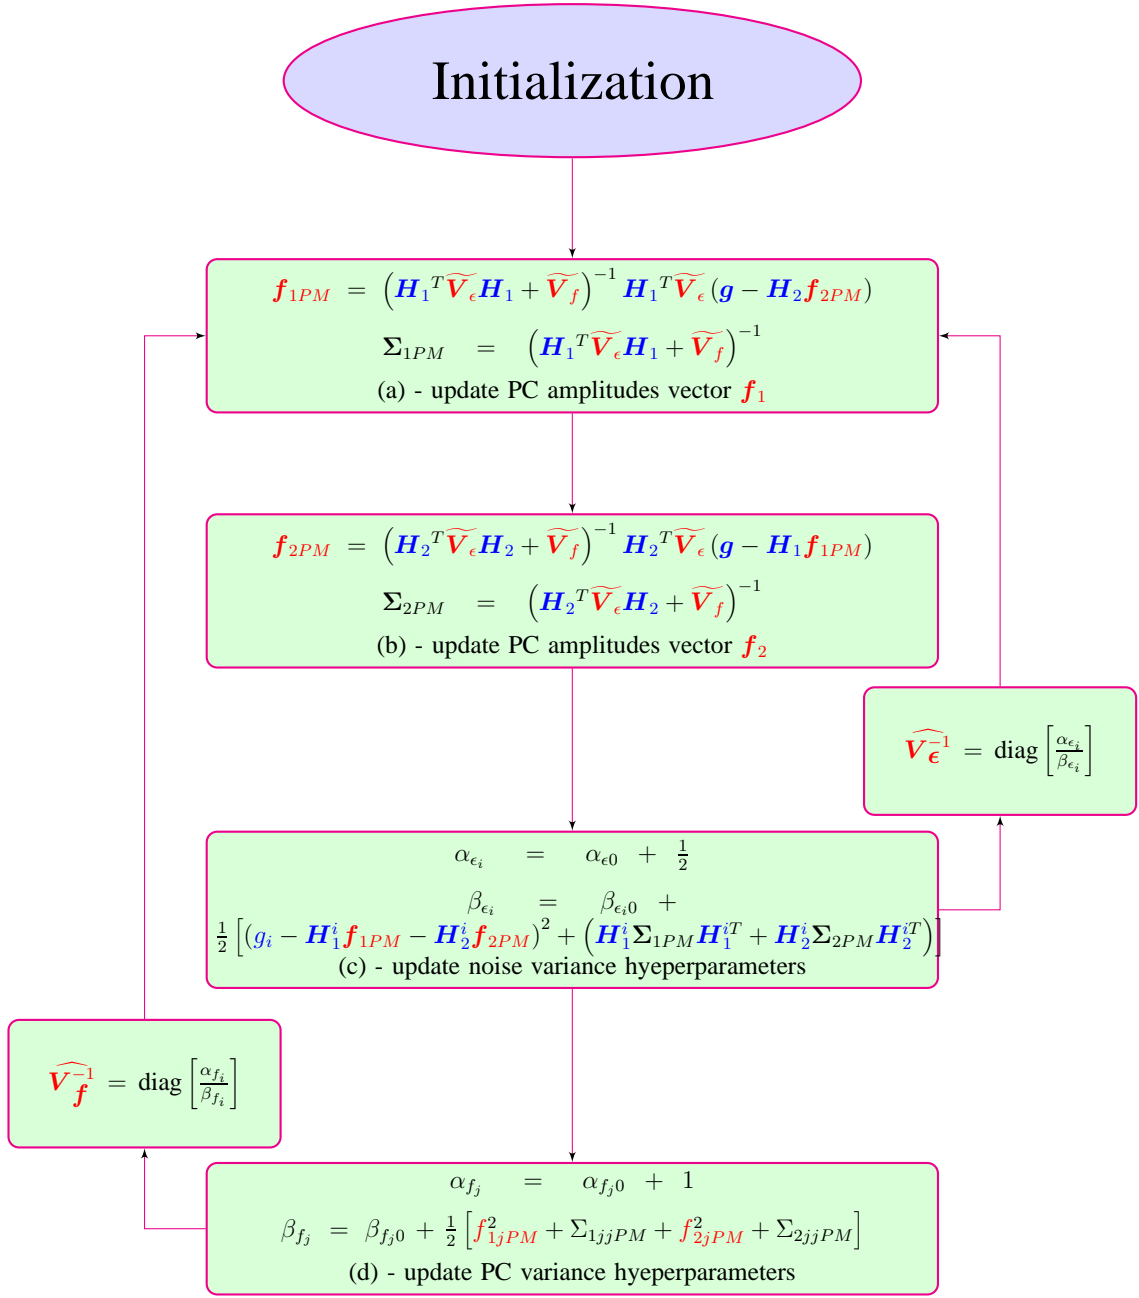 Initialization
f_{1PM} = (H_1^T \widetilde{V}_ϵ H_1 + \widetilde{V}_f)^{-1} H_1^T \widetilde{V}_ϵ (g − H_2 f_{2PM})
Σ_{1PM} = (H_1^T \widetilde{V}_ϵ H_1 + \widetilde{V}_f)^{-1}
(a) - update PC amplitudes vector f_1
f_{2PM} = (H_2^T \widetilde{V}_ϵ H_2 + \widetilde{V}_f)^{-1} H_2^T \widetilde{V}_ϵ (g − H_1 f_{1PM})
Σ_{2PM} = (H_2^T \widetilde{V}_ϵ H_2 + \widetilde{V}_f)^{-1}
(b) - update PC amplitudes vector f_2
\widehat{V_ϵ^{-1}} = diag [\frac{α_{ϵ_i}}{β_{ϵ_i}}]
α_{ϵ_i} = α_{ϵ0} + \frac{1}{2}
β_{ϵ_i} = β_{ϵ_i0} +
\frac{1}{2} [(g_i − H_1^i f_{1PM} − H_2^i f_{2PM})^2 + (H_1^i Σ_{1PM} H_1^{iT} + H_2^i Σ_{2PM} H_2^{iT})]
(c) - update noise variance hyeperparameters
\widehat{V_f^{-1}} = diag [\frac{α_{f_i}}{β_{f_i}}]
α_{f_j} = α_{f_j0} + 1
β_{f_j} = β_{f_j0} + \frac{1}{2} [f_{1jPM}^2 + Σ_{1jjPM} + f_{2jPM}^2 + Σ_{2jjPM}]
(d) - update PC variance hyeperparameters